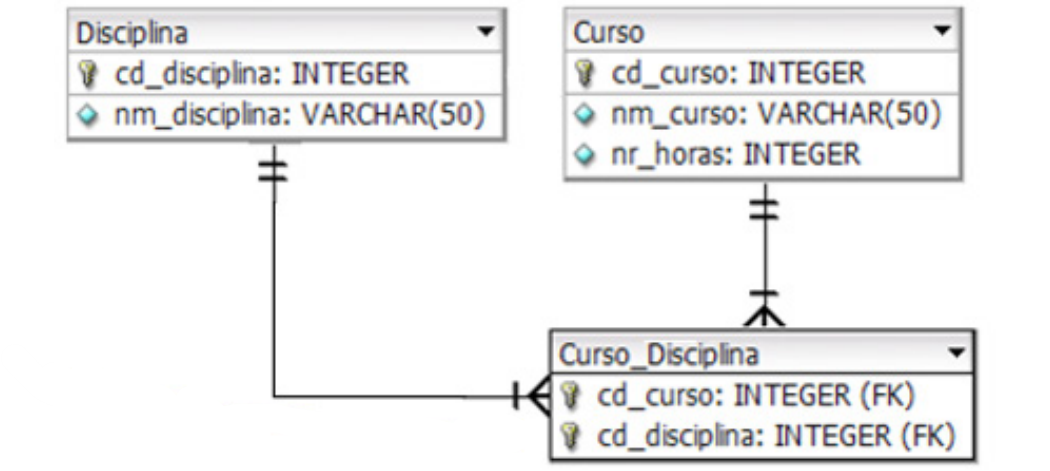 Disciplina
cd_disciplina: INTEGER
nm_disciplina: VARCHAR(50)
Curso
cd_curso: INTEGER
nm_curso: VARCHAR(50)
nr_horas: INTEGER
Curso_Disciplina
cd_curso: INTEGER (FK)
cd_disciplina: INTEGER (FK)